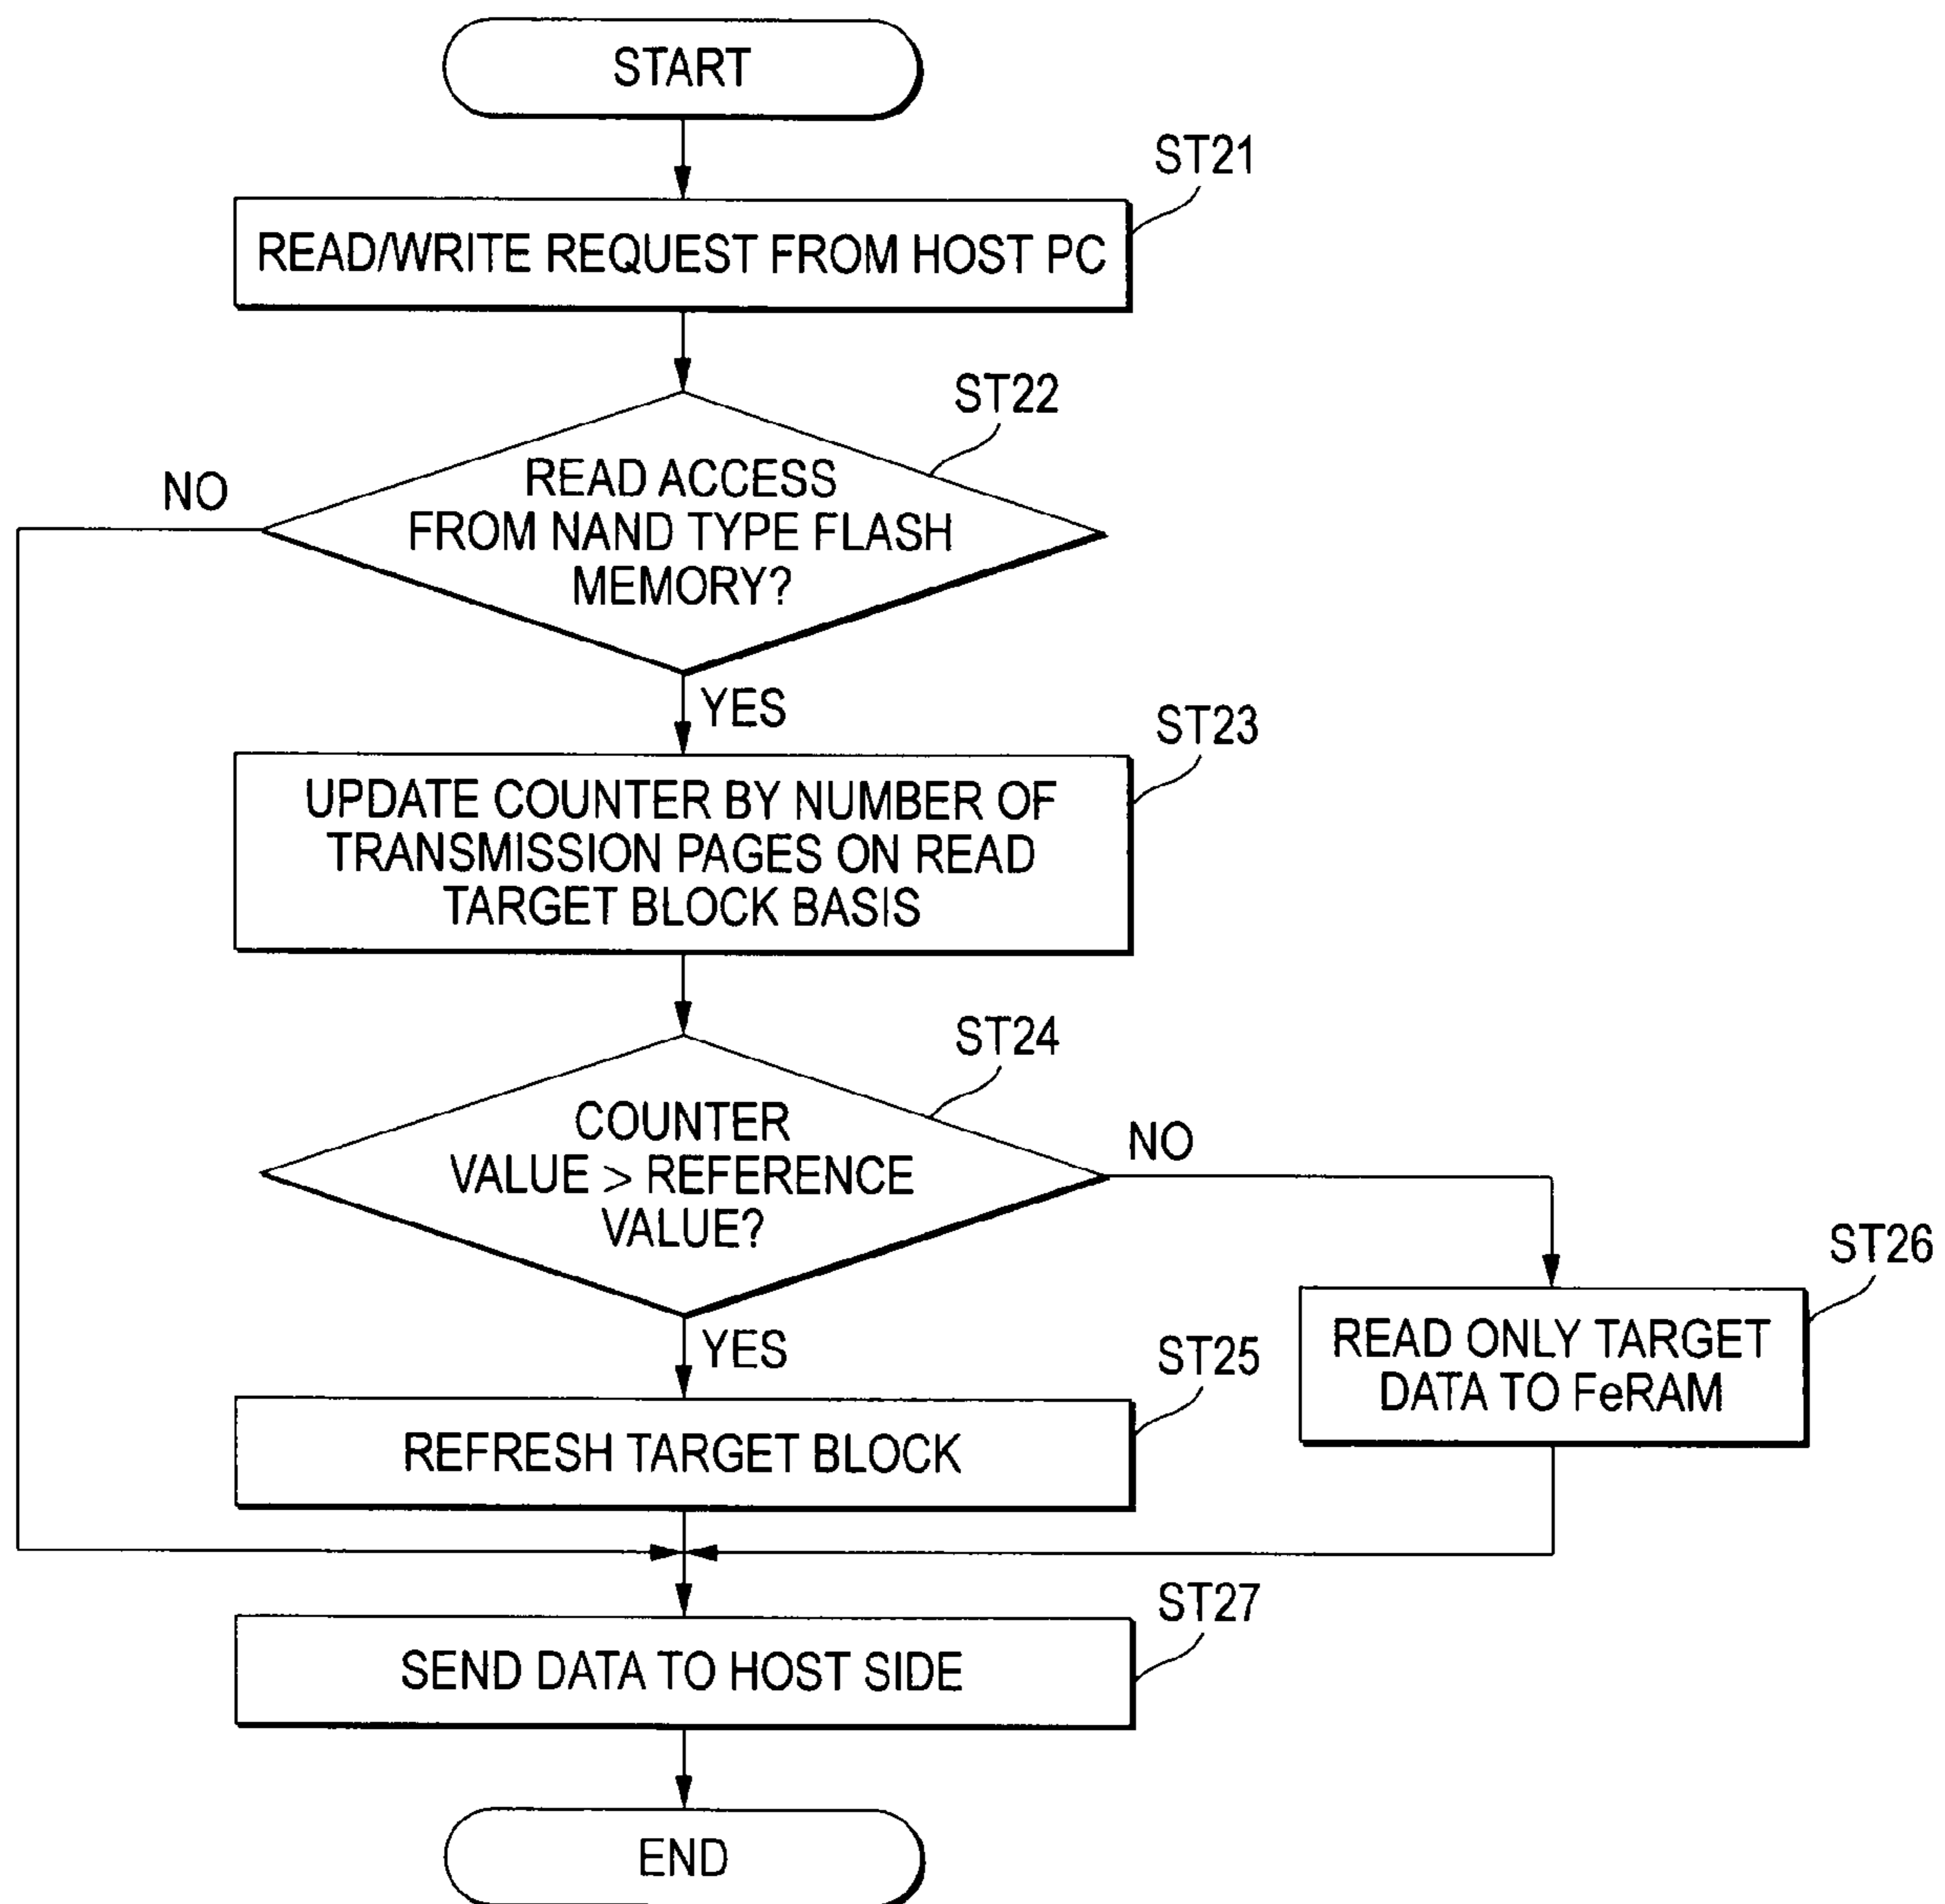 START
ST21
READ/WRITE REQUEST FROM HOST PC
ST22
NO
READ ACCESS
FROM NAND TYPE FLASH
MEMORY?
YES
ST23
UPDATE COUNTER BY NUMBER OF
TRANSMISSION PAGES ON READ
TARGET BLOCK BASIS
ST24
COUNTER
VALUE > REFERENCE
VALUE?
NO
ST26
YES
READ ONLY TARGET
DATA TO FeRAM
ST25
REFRESH TARGET BLOCK
ST27
SEND DATA TO HOST SIDE
END